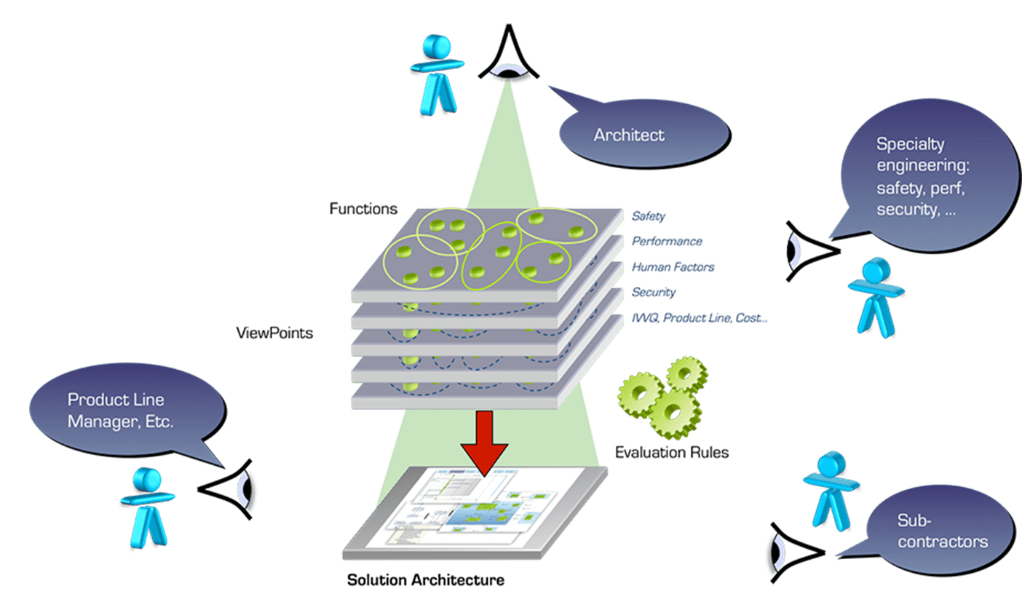 Architect
Specialty
engineering:
safety, perf,
security, ...
Functions
Safety
Performance
Human Factors
Security
IVVQ, Product Line, Cost...
ViewPoints
Product Line
Manager, Etc.
Evaluation Rules
Sub-
contractors
Solution Architecture